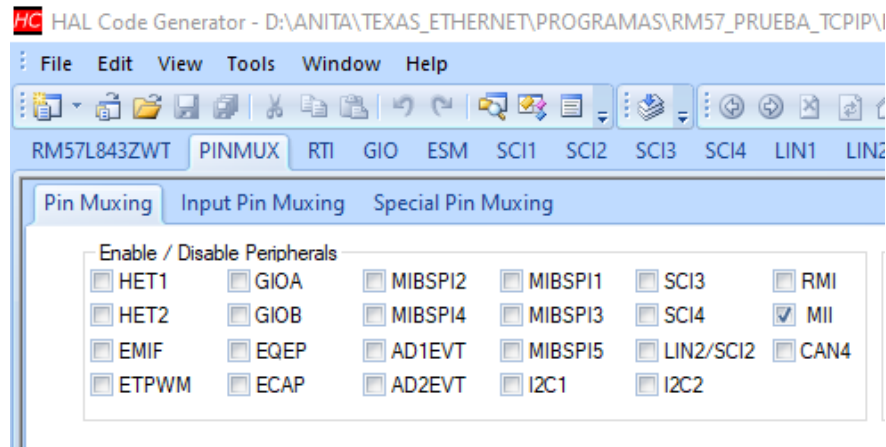 HC HAL Code Generator - D:\ANITA\TEXAS_ETHERNET\PROGRAMAS\RM57_PRUEBA_TCPIP\
File Edit View Tools Window Help
RM57L843ZWT PINMUX RTI GIO ESM SCI1 SCI2 SCI3 SCI4 LIN1 LIN2
Pin Muxing Input Pin Muxing Special Pin Muxing
Enable / Disable Peripherals
HET1 GIOA MIBSPI2 MIBSPI1 SCI3 RMI
HET2 GIOB MIBSPI4 MIBSPI3 SCI4 MII
EMIF EQEP AD1EVT MIBSPI5 LIN2/SCI2 CAN4
ETPWM ECAP AD2EVT I2C1 I2C2